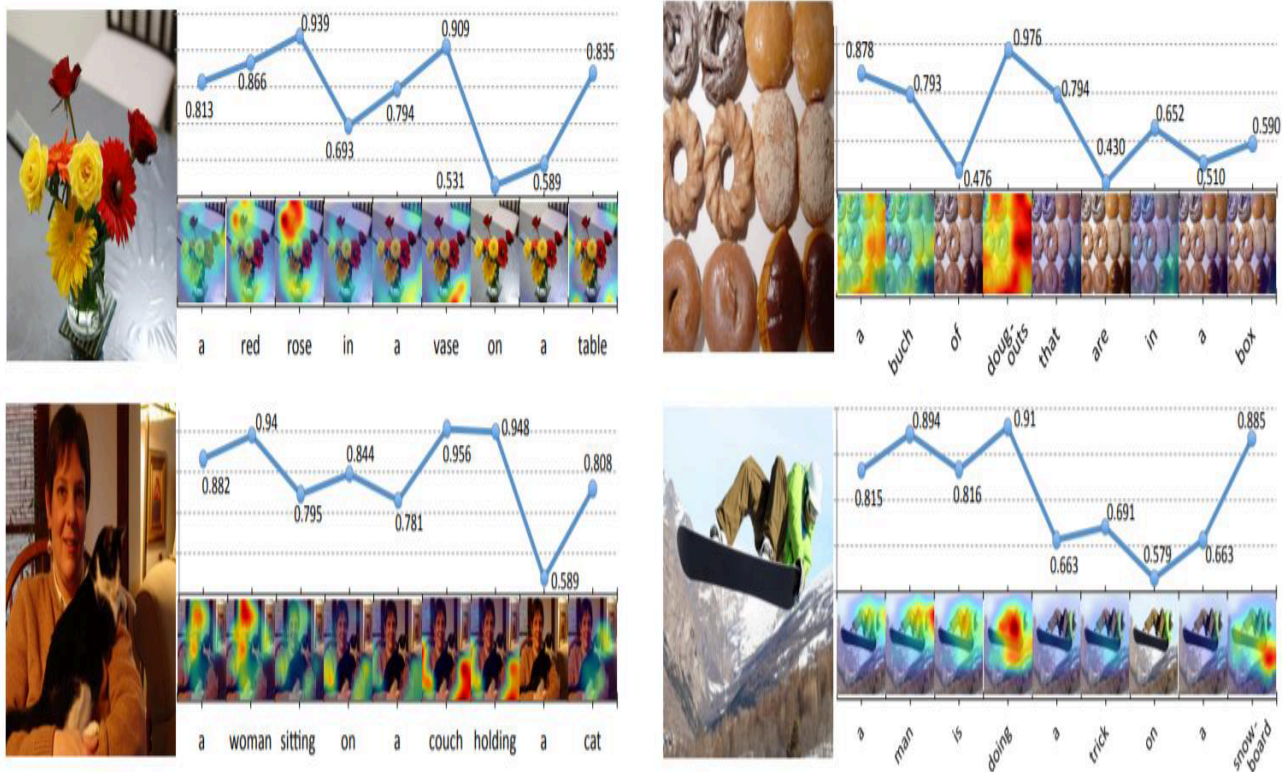 0.813 0.866 0.939 0.693 0.794 0.909 0.531 0.589 0.835
a red rose in a vase on a table
0.878 0.793 0.476 0.976 0.794 0.430 0.652 0.510 0.590
a buch of doug-outs that are in a box
0.882 0.94 0.795 0.844 0.781 0.956 0.948 0.589 0.808
a woman sitting on a couch holding a cat
0.815 0.894 0.816 0.91 0.663 0.691 0.579 0.663 0.885
a man is doing a trick on a snow-board